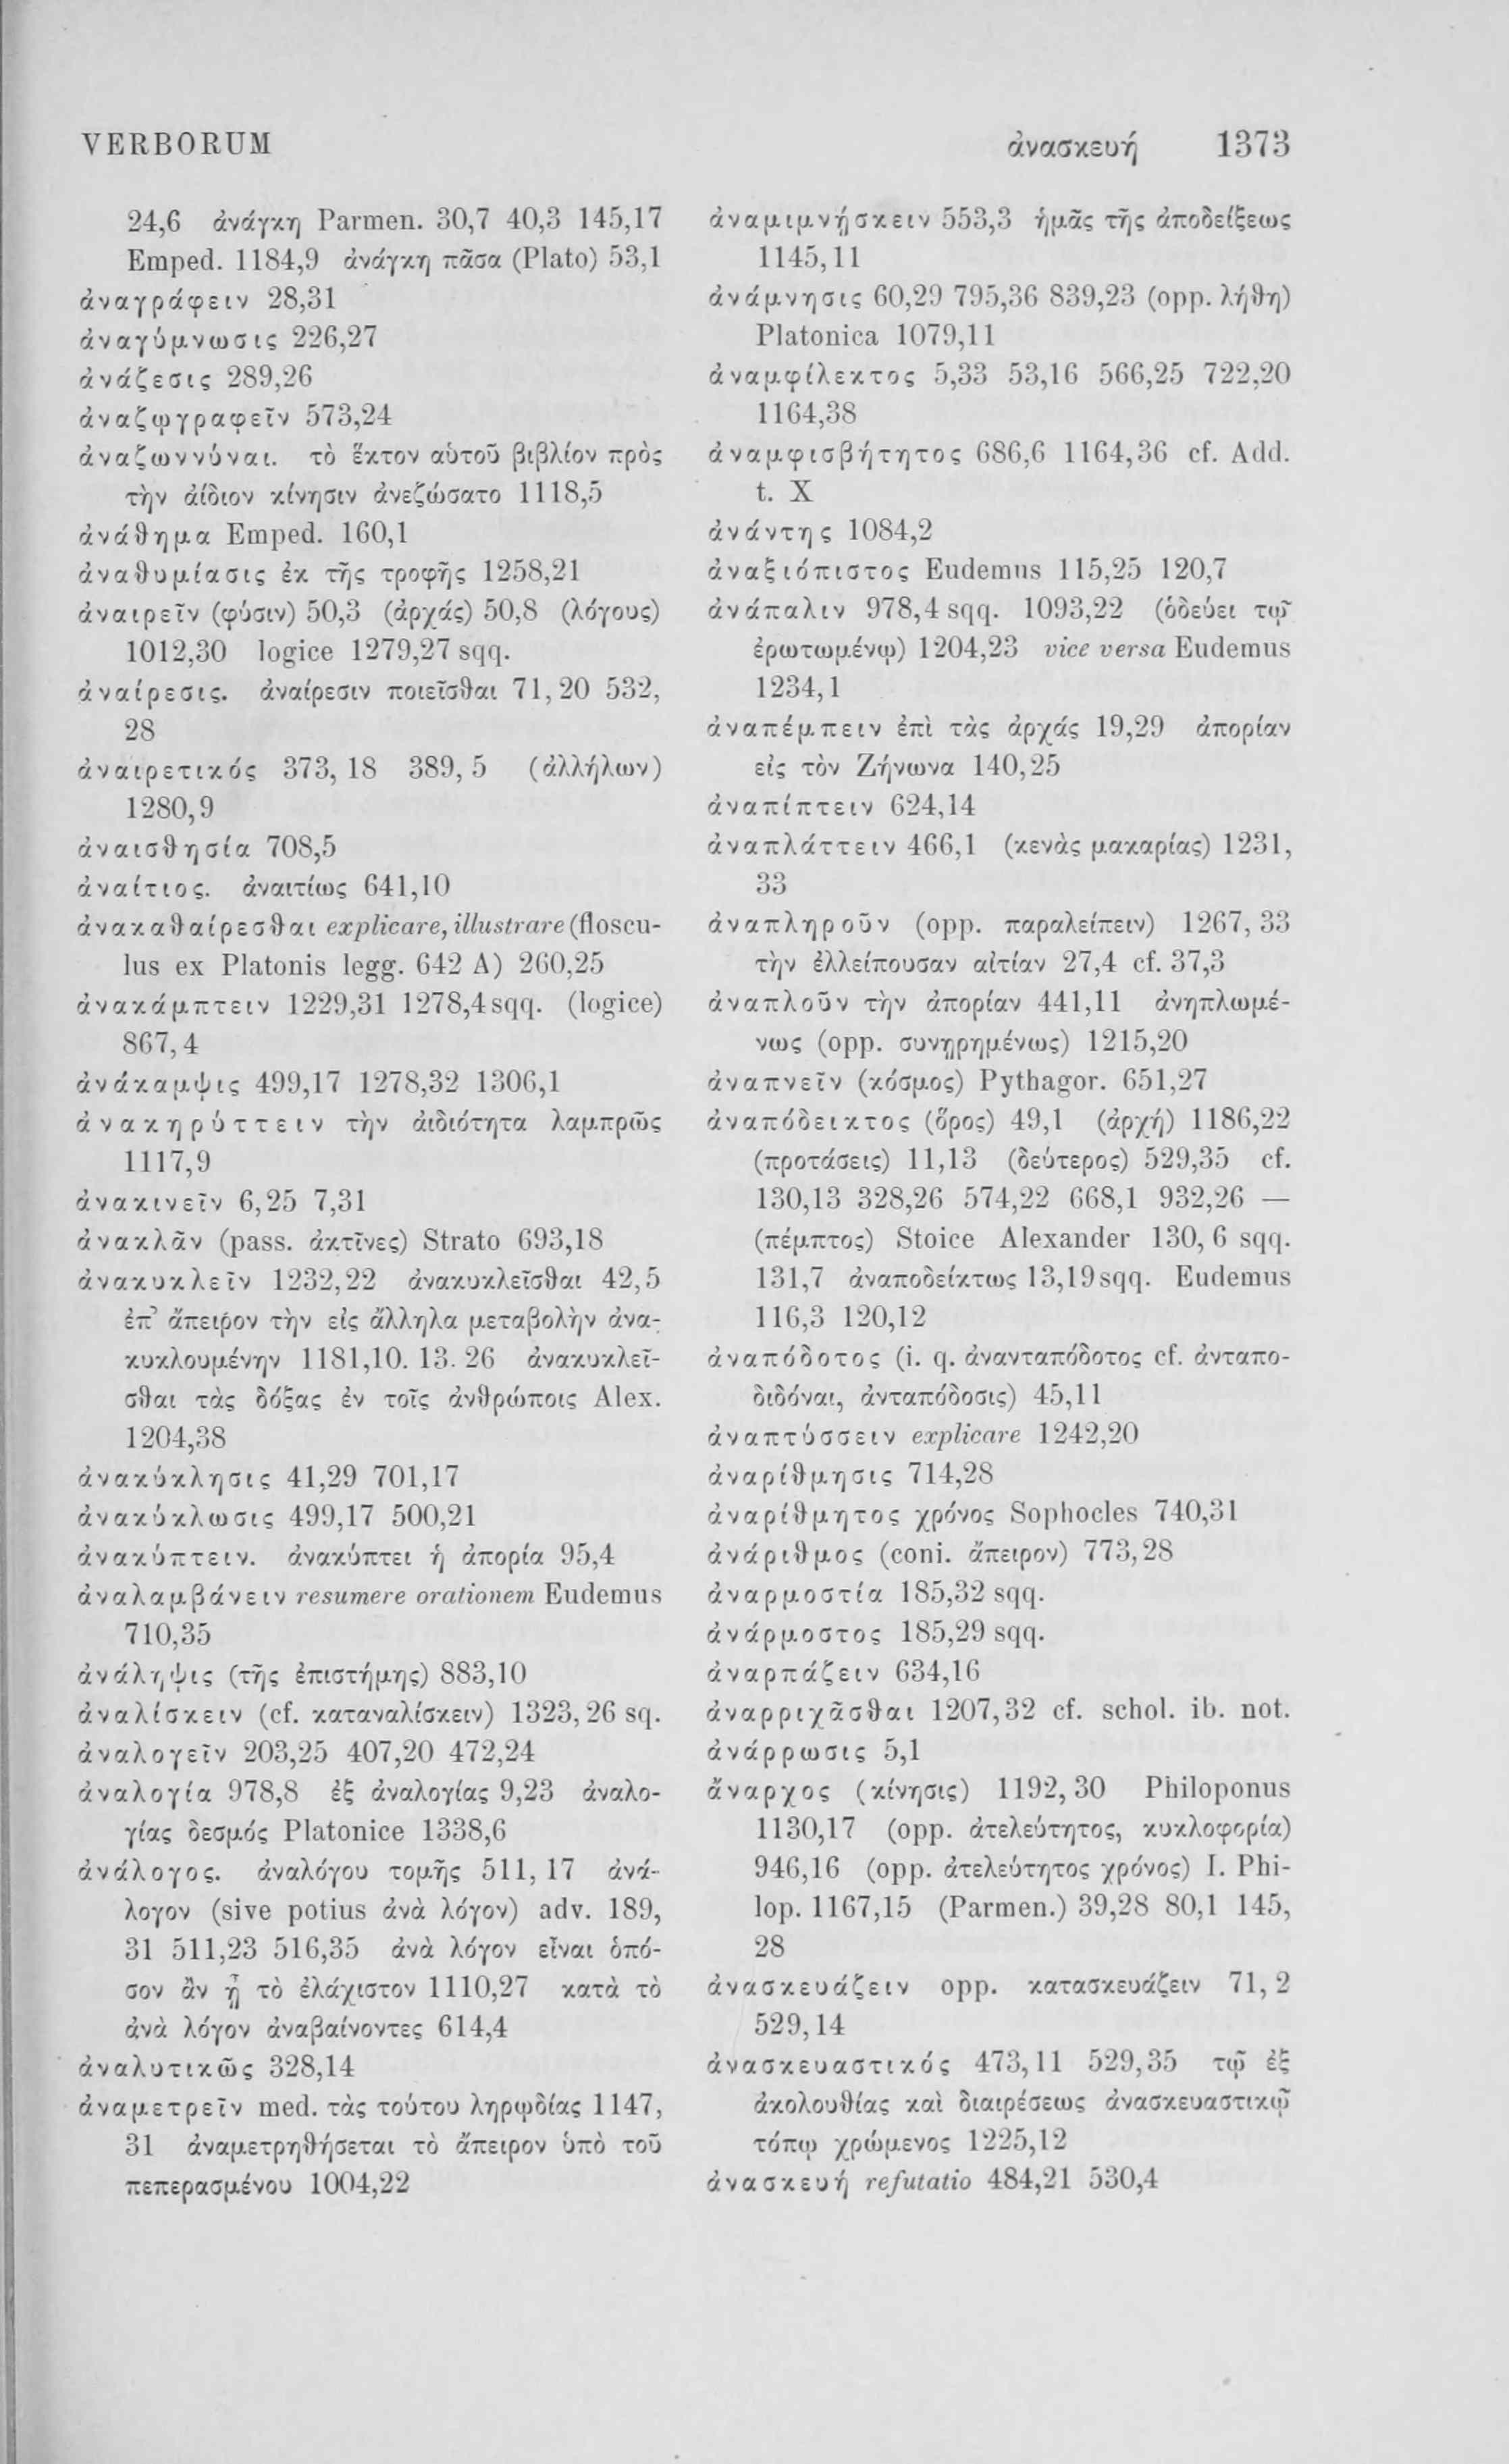 VERBORUM ἀνασκευή 1373
24,6 ἀνάγκη Parmen. 30,7 40,3 145,17
Emped. 1184,9 ἀνάγκη πᾶσα (Plato) 53,1
ἀναγράφειν 28,31
ἀναγύμνωσις 226,27
ἀνάζεσις 289,26
ἀναζῳγραφεῖν 573,24
ἀναζωννύναι. τὸ ἕκτον αὑτοῦ βιβλίον πρὸς
τὴν ἀίδιον κίνησιν ἀνεζώσατο 1118,5
ἀνάθημα Emped. 160,1
ἀναθυμίασις ἐκ τῆς τροφῆς 1258,21
ἀναιρεῖν (φύσιν) 50,3 (ἀρχάς) 50,8 (λόγους)
1012,30 logice 1279,27 sqq.
ἀναίρεσις. ἀναίρεσιν ποιεῖσθαι 71,20 532,
28
ἀναιρετικός 373,18 389,5 (ἀλλήλων)
1280,9
ἀναισθησία 708,5
ἀναίτιος. ἀναιτίως 641,10
ἀνακαθαίρεσθαι explicare, illustrare (floscu-
lus ex Platonis legg. 642 A) 260,25
ἀνακάμπτειν 1229,31 1278,4 sqq. (logice)
867,4
ἀνάκαμψις 499,17 1278,32 1306,1
ἀνακηρύττειν τὴν ἀιδιότητα λαμπρῶς
1117,9
ἀνακινεῖν 6,25 7,31
ἀνακλᾶν (pass. ἀκτῖνες) Strato 693,18
ἀνακυκλεῖν 1232,22 ἀνακυκλεῖσθαι 42,5
ἐπ’ ἄπειρον τὴν εἰς ἄλληλα μεταβολὴν ἀνα-
κυκλουμένην 1181,10. 13. 26 ἀνακυκλεῖ-
σθαι τὰς δόξας ἐν τοῖς ἀνθρώποις Alex.
1204,38
ἀνακύκλησις 41,29 701,17
ἀνακύκλωσις 499,17 500,21
ἀνακύπτειν. ἀνακύπτει ἡ ἀπορία 95,4
ἀναλαμβάνειν resumere orationem Eudemus
710,35
ἀνάληψις (τῆς ἐπιστήμης) 883,10
ἀναλίσκειν (cf. καταναλίσκειν) 1323,26 sq.
ἀναλογεῖν 203,25 407,20 472,24
ἀναλογία 978,8 ἐξ ἀναλογίας 9,23 ἀναλο-
γίας δεσμός Platonice 1338,6
ἀνάλογος. ἀναλόγου τομῆς 511,17 ἀνά-
λογον (sive potius ἀνὰ λόγον) adv. 189,
31 511,23 516,35 ἀνὰ λόγον εἶναι ὁπό-
σον ἂν ᾖ τὸ ἐλάχιστον 1110,27 κατὰ τὸ
ἀνὰ λόγον ἀναβαίνοντες 614,4
ἀναλυτικῶς 328,14
ἀναμετρεῖν med. τὰς τούτου ληρῳδίας 1147,
31 ἀναμετρηθήσεται τὸ ἄπειρον ὑπὸ τοῦ
πεπερασμένου 1004,22
ἀναμιμνῄσκειν 553,3 ἡμᾶς τῆς ἀποδείξεως
1145,11
ἀνάμνησις 60,29 795,36 839,23 (opp. λήθη)
Platonica 1079,11
ἀναμφίλεκτος 5,33 53,16 566,25 722,20
1164,38
ἀναμφισβήτητος 686,6 1164,36 cf. Add.
t. X
ἀνάντης 1084,2
ἀναξιόπιστος Eudemus 115,25 120,7
ἀνάπαλιν 978,4 sqq. 1093,22 (ὁδεύει τῷ
ἐρωτωμένῳ) 1204,23 vice versa Eudemus
1234,1
ἀναπέμπειν ἐπὶ τὰς ἀρχάς 19,29 ἀπορίαν
εἰς τὸν Ζήνωνα 140,25
ἀναπίπτειν 624,14
ἀναπλάττειν 466,1 (κενὰς μακαρίας) 1231,
33
ἀναπληροῦν (opp. παραλείπειν) 1267,33
τὴν ἐλλείπουσαν αἰτίαν 27,4 cf. 37,3
ἀναπλοῦν τὴν ἀπορίαν 441,11 ἀνηπλωμέ-
νως (opp. συνῃρημένως) 1215,20
ἀναπνεῖν (κόσμος) Pythagor. 651,27
ἀναπόδεικτος (ὅρος) 49,1 (ἀρχή) 1186,22
(προτάσεις) 11,13 (δεύτερος) 529,35 cf.
130,13 328,26 574,22 668,1 932,26 —
(πέμπτος) Stoice Alexander 130,6 sqq.
131,7 ἀναποδείκτως 13,19 sqq. Eudemus
116,3 120,12
ἀναπόδοτος (i. q. ἀνανταπόδοτος cf. ἀνταπο-
διδόναι, ἀνταπόδοσις) 45,11
ἀναπτύσσειν explicare 1242,20
ἀναρίθμησις 714,28
ἀναρίθμητος χρόνος Sophocles 740,31
ἀνάριθμος (coni. ἄπειρον) 773,28
ἀναρμοστία 185,32 sqq.
ἀνάρμοστος 185,29 sqq.
ἀναρπάζειν 634,16
ἀναρριχᾶσθαι 1207,32 cf. schol. ib. not.
ἀνάρρωσις 5,1
ἄναρχος (κίνησις) 1192,30 Philoponus
1130,17 (opp. ἀτελεύτητος, κυκλοφορία)
946,16 (opp. ἀτελεύτητος χρόνος) I. Phi-
lop. 1167,15 (Parmen.) 39,28 80,1 145,
28
ἀνασκευάζειν opp. κατασκευάζειν 71,2
529,14
ἀνασκευαστικός 473,11 529,35 τῷ ἐξ
ἀκολουθίας καὶ διαιρέσεως ἀνασκευαστικῷ
τόπῳ χρώμενος 1225,12
ἀνασκευή refutatio 484,21 530,4